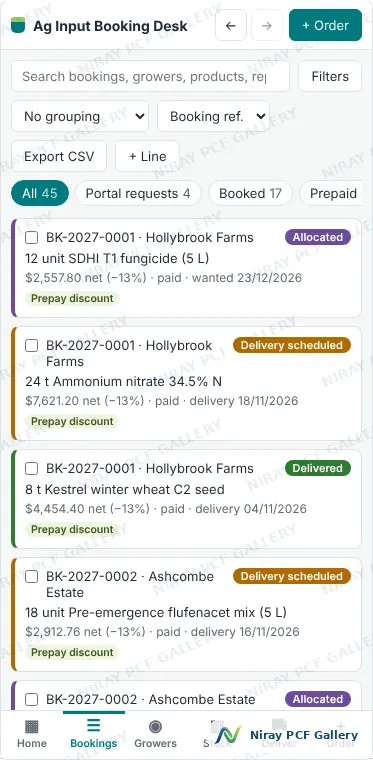 Ag Input Booking Desk
← → + Order
Search bookings, growers, products, rep
Filters
No grouping
Booking ref.
Export CSV
+ Line
All 45
Portal requests 4
Booked 17
Prepaid
BK-2027-0001 · Hollybrook Farms
Allocated
12 unit SDHI T1 fungicide (5 L)
$2,557.80 net (−13%) · paid · wanted 23/12/2026
Prepay discount
BK-2027-0001 · Hollybrook
Farms
Delivery scheduled
24 t Ammonium nitrate 34.5% N
$7,621.20 net (−13%) · paid · delivery 18/11/2026
Prepay discount
BK-2027-0001 · Hollybrook Farms
Delivered
8 t Kestrel winter wheat C2 seed
$4,454.40 net (−13%) · paid · delivery 04/11/2026
Prepay discount
BK-2027-0002 · Ashcombe
Estate
Delivery scheduled
18 unit Pre-emergence flufenacet mix (5 L)
$2,912.76 net (−13%) · paid · delivery 16/11/2026
Prepay discount
BK-2027-0002 · Ashcombe Estate
Allocated
Home
Bookings
Growers
Niray PCF Gallery
NIRAY PCF GALLERY